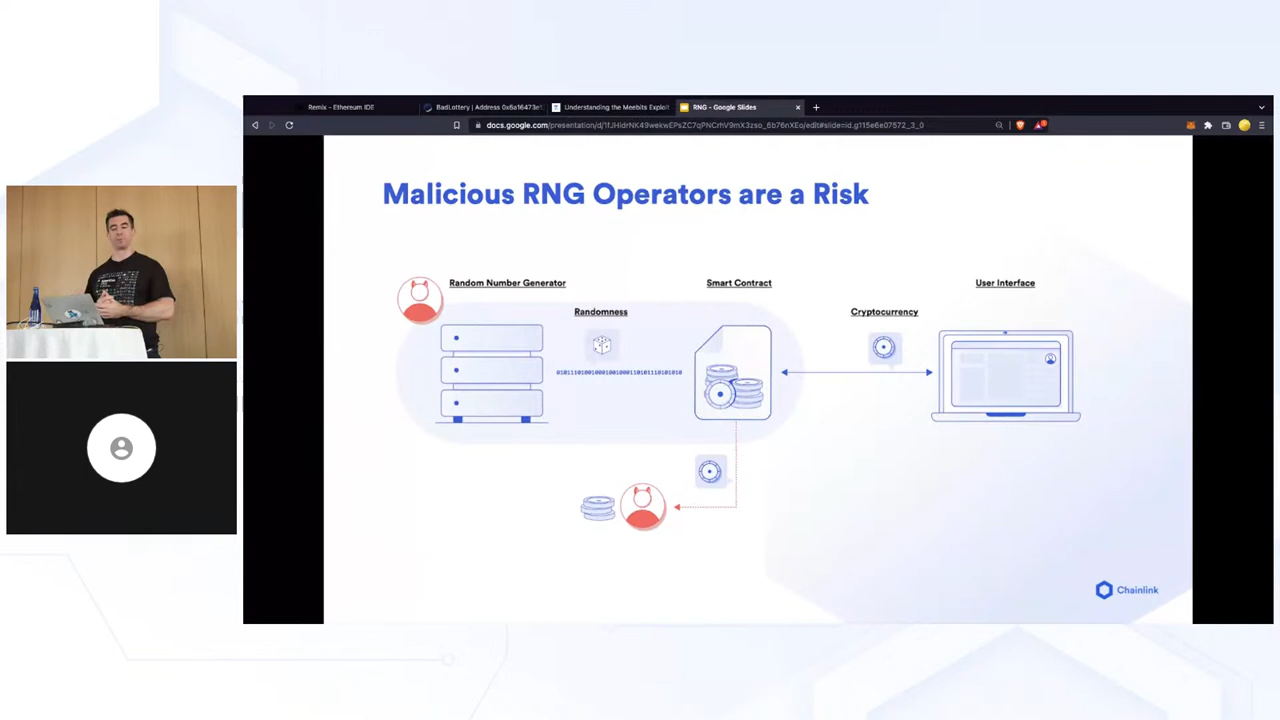 Remix - Ethereum IDE
BadLottery | Address 0x6a16473e1
Understanding the Meebits Exploit
RNG - Google Slides
Malicious RNG Operators are a Risk
Random Number Generator
Smart Contract
User Interface
Randomness
Cryptocurrency
Chainlink